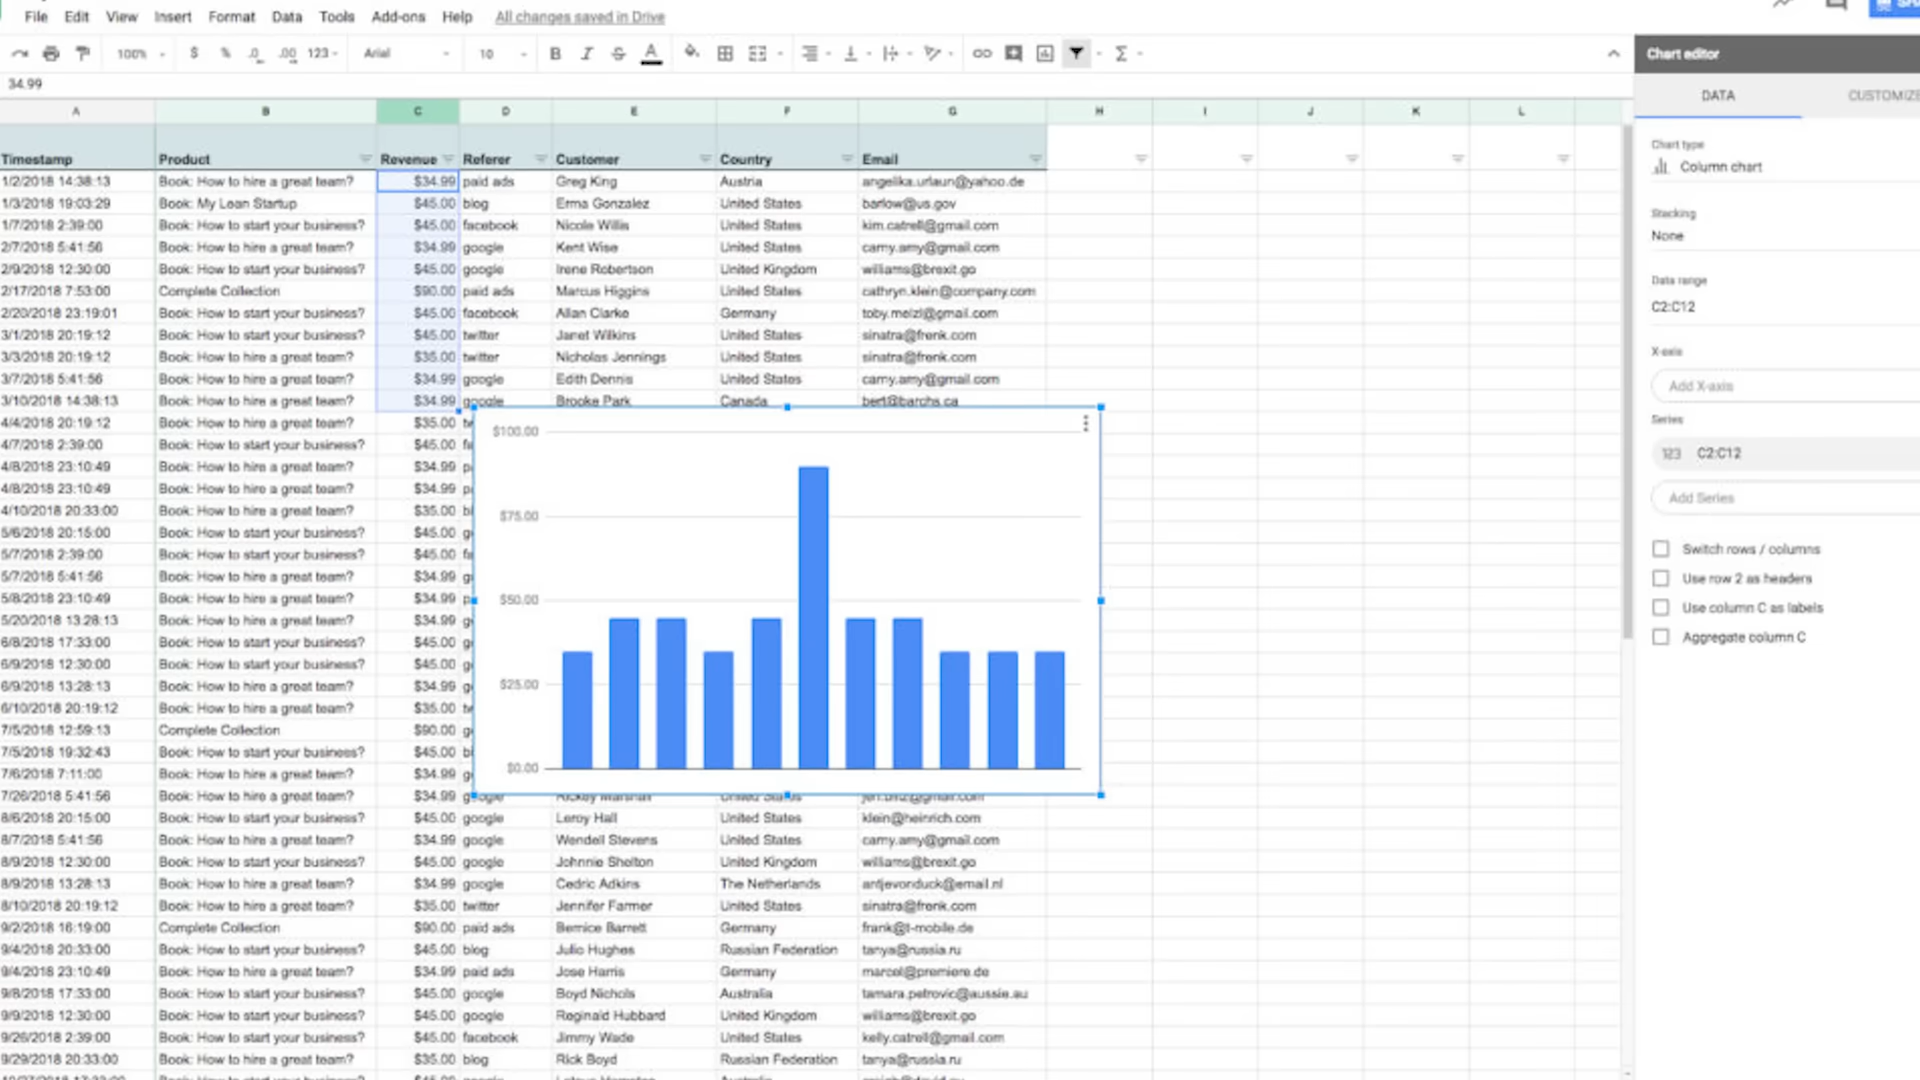 File Edit View Insert Format Data Tools Add-ons Help All changes saved in Drive
100% $ % .0 .00 123 Arial 10 B I S A Σ
Chart editor
34.99
DATA CUSTOMIZE
A B C D E F G H I J K L
Timestamp Product Revenue Referer Customer Country Email
1/2/2018 14:38:13 Book: How to hire a great team? $34.99 paid ads Greg King Austria angelika.urlaun@yahoo.de
1/3/2018 19:03:29 Book: My Lean Startup $45.00 blog Erma Gonzalez United States barlow@us.gov
1/7/2018 2:39:00 Book: How to start your business? $45.00 facebook Nicole Willis United States kim.catrell@gmail.com
2/7/2018 5:41:56 Book: How to hire a great team? $34.99 google Kent Wise United States camy.amy@gmail.com
2/9/2018 12:30:00 Book: How to start your business? $45.00 google Irene Robertson United Kingdom williams@brexit.go
2/17/2018 7:53:00 Complete Collection $90.00 paid ads Marcus Higgins United States cathryn.klein@company.com
2/20/2018 23:19:01 Book: How to start your business? $45.00 facebook Allan Clarke Germany toby.melzl@gmail.com
3/1/2018 20:19:12 Book: How to start your business? $45.00 twitter Janet Wilkins United States sinatra@frenk.com
3/3/2018 20:19:12 Book: How to hire a great team? $35.00 twitter Nicholas Jennings United States sinatra@frenk.com
3/7/2018 5:41:56 Book: How to hire a great team? $34.99 google Edith Dennis United States camy.amy@gmail.com
3/10/2018 14:38:13 Book: How to hire a great team? $34.99 google Brooke Park Canada bert@barchs.ca
4/4/2018 20:19:12 Book: How to hire a great team? $35.00
4/7/2018 2:39:00 Book: How to start your business? $45.00
4/8/2018 23:10:49 Book: How to hire a great team? $34.99
4/8/2018 23:10:49 Book: How to hire a great team? $34.99
4/10/2018 20:33:00 Book: How to hire a great team? $35.00
5/6/2018 20:15:00 Book: How to start your business? $45.00
5/7/2018 2:39:00 Book: How to start your business? $45.00
5/7/2018 5:41:56 Book: How to hire a great team? $34.99
5/8/2018 23:10:49 Book: How to hire a great team? $34.99
5/20/2018 13:28:13 Book: How to hire a great team? $34.99
6/8/2018 17:33:00 Book: How to start your business? $45.00
6/9/2018 12:30:00 Book: How to start your business? $45.00
6/9/2018 13:28:13 Book: How to hire a great team? $34.99
6/10/2018 20:19:12 Book: How to hire a great team? $35.00
7/5/2018 12:59:13 Complete Collection $90.00
7/5/2018 19:32:43 Book: How to start your business? $45.00
7/6/2018 7:11:00 Book: How to hire a great team? $34.99
7/26/2018 5:41:56 Book: How to hire a great team? $34.99 google Rickey Marshall United States
8/6/2018 20:15:00 Book: How to start your business? $45.00 google Leroy Hall United States klein@heinrich.com
8/7/2018 5:41:56 Book: How to hire a great team? $34.99 google Wendell Stevens United States camy.amy@gmail.com
8/9/2018 12:30:00 Book: How to start your business? $45.00 google Johnnie Shelton United Kingdom williams@brexit.go
8/9/2018 13:28:13 Book: How to hire a great team? $34.99 google Cedric Adkins The Netherlands antjevonduck@email.nl
8/10/2018 20:19:12 Book: How to hire a great team? $35.00 twitter Jennifer Farmer United States sinatra@frenk.com
9/2/2018 16:19:00 Complete Collection $90.00 paid ads Bernice Barrett Germany frank@t-mobile.de
9/4/2018 20:33:00 Book: How to start your business? $45.00 blog Julio Hughes Russian Federation tanya@russia.ru
9/4/2018 23:10:49 Book: How to hire a great team? $34.99 paid ads Jose Harris Germany marcel@premiere.de
9/8/2018 17:33:00 Book: How to start your business? $45.00 google Boyd Nichols Australia tamara.petrovic@aussie.au
9/9/2018 12:30:00 Book: How to start your business? $45.00 google Reginald Hubbard United Kingdom williams@brexit.go
9/26/2018 2:39:00 Book: How to start your business? $45.00 facebook Jimmy Wade United States kelly.catrell@gmail.com
9/29/2018 20:33:00 Book: How to hire a great team? $35.00 blog Rick Boyd Russian Federation tanya@russia.ru
$100.00
$75.00
$50.00
$25.00
$0.00
Chart type
Column chart
Stacking
None
Data range
C2:C12
X-axis
Add X-axis
Series
123 C2:C12
Add Series
Switch rows / columns
Use row 2 as headers
Use column C as labels
Aggregate column C